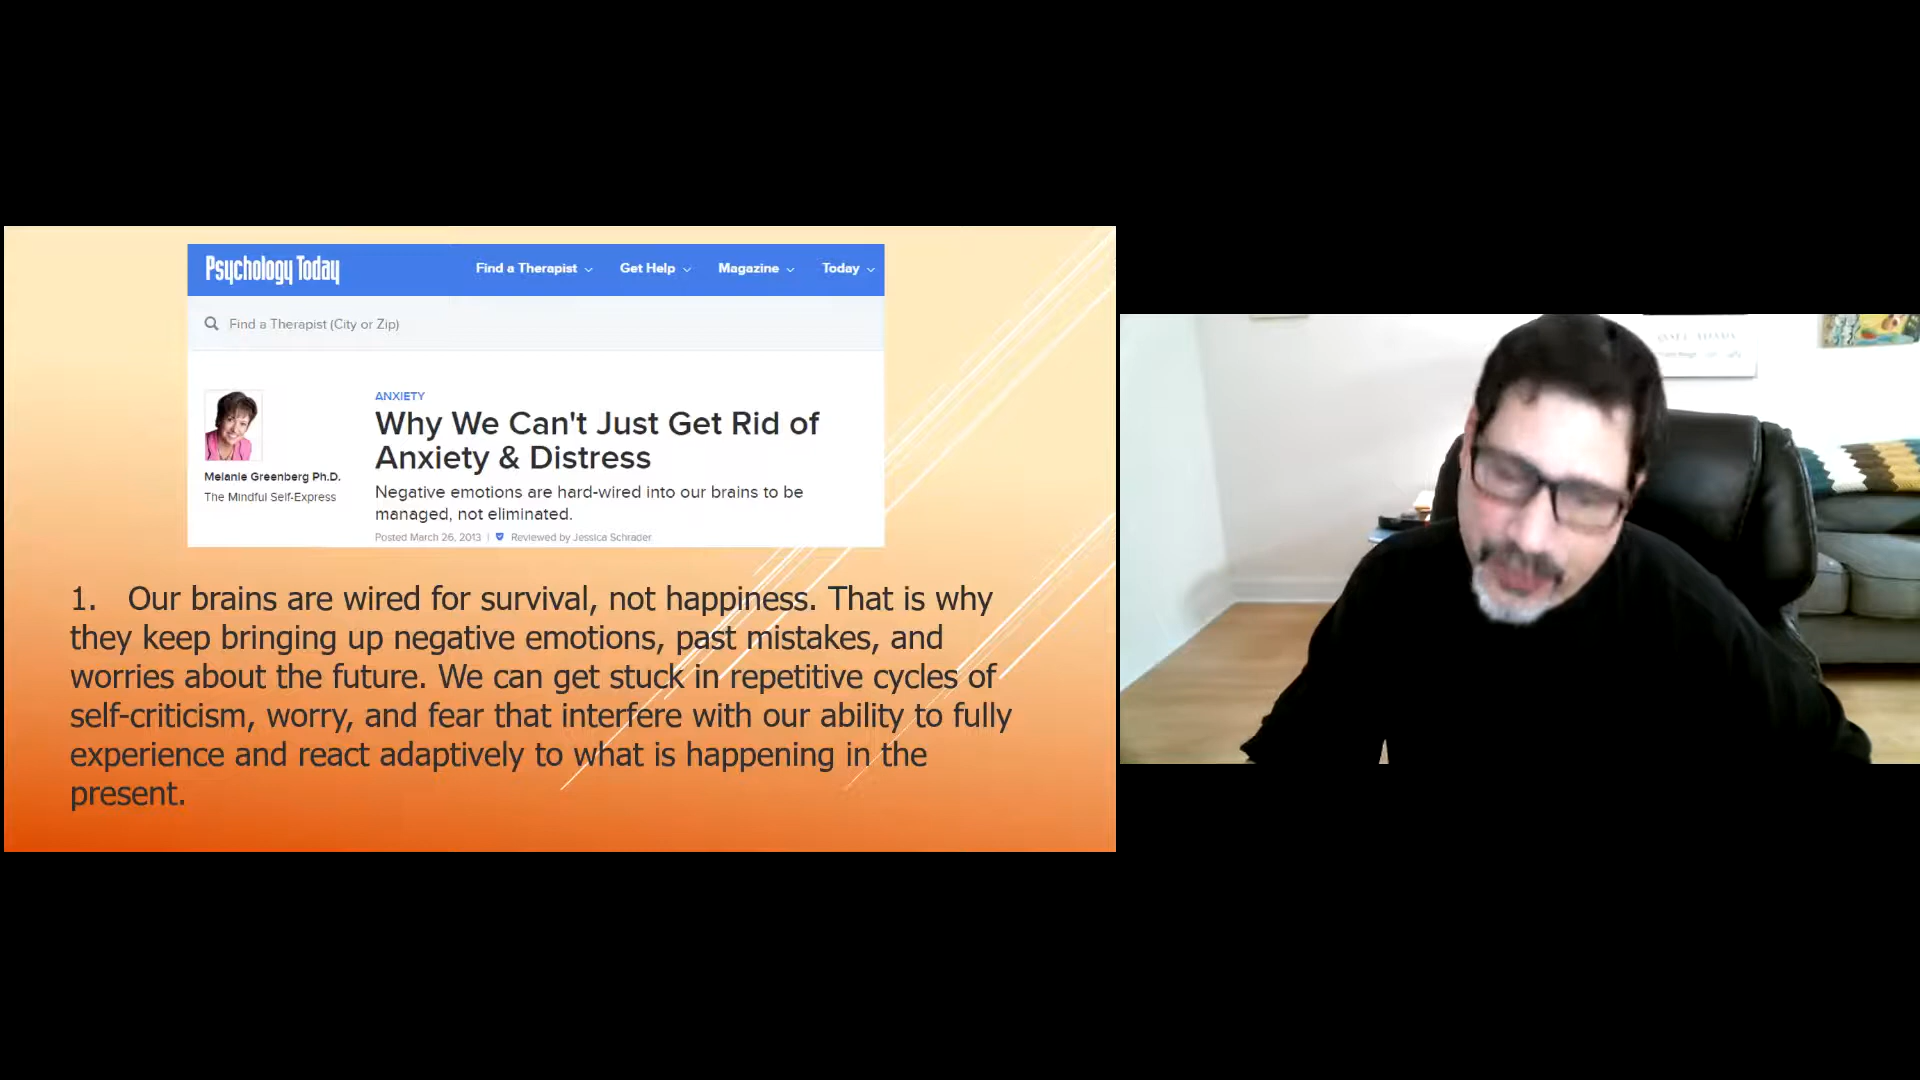 Psychology Today
Find a Therapist
Get Help
Magazine
Today
Find a Therapist (City or Zip)
ANXIETY
Why We Can't Just Get Rid of
Anxiety & Distress
Negative emotions are hard-wired into our brains to be
managed, not eliminated.
Posted March 26, 2013 | Reviewed by Jessica Schrader
Melanie Greenberg Ph.D.
The Mindful Self-Express
1. Our brains are wired for survival, not happiness. That is why
they keep bringing up negative emotions, past mistakes, and
worries about the future. We can get stuck in repetitive cycles of
self-criticism, worry, and fear that interfere with our ability to fully
experience and react adaptively to what is happening in the
present.